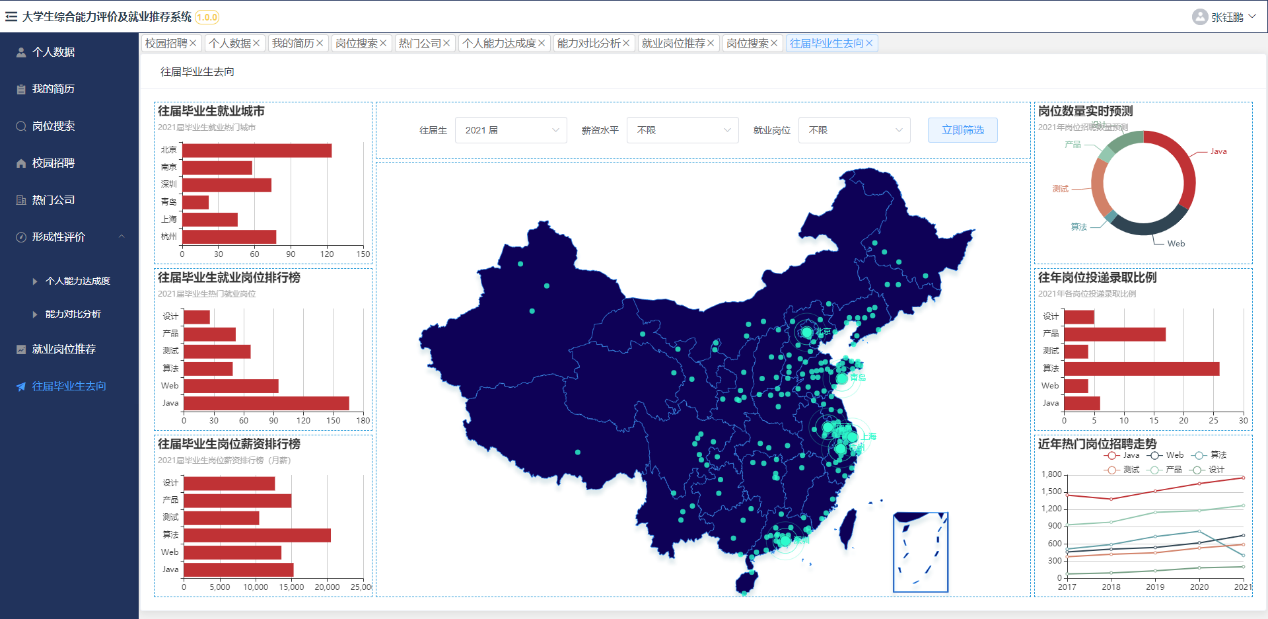 大学生综合能力评价及就业推荐系统 1.0.0
张钰鹏
个人数据
我的简历
岗位搜索
校园招聘
热门公司
形成性评价
个人能力达成度
能力对比分析
就业岗位推荐
往届毕业生去向
校园招聘× 个人数据× 我的简历× 岗位搜索× 热门公司× 个人能力达成度× 能力对比分析× 就业岗位推荐× 岗位搜索× 往届毕业生去向×
往届毕业生去向
往届毕业生就业城市
2021届毕业生就业热门城市
北京
南京
深圳
青岛
上海
杭州
0 30 60 90 120 150
往届毕业生就业岗位排行榜
2021届毕业生热门就业岗位
设计
产品
测试
算法
Web
Java
0 30 60 90 120 150 180
往届毕业生岗位薪资排行榜
2021届毕业生岗位薪资排行榜（月薪）
设计
产品
测试
算法
Web
Java
0 5,000 10,000 15,000 20,000 25,000
往届生 2021 届 薪资水平 不限 就业岗位 不限 立即筛选
北京
青岛
上海
岗位数量实时预测
2021年岗位招聘数量预测
产品
Java
测试
算法
Web
往年岗位投递录取比例
2021年各岗位投递录取比例
设计
产品
测试
算法
Web
Java
0 5 10 15 20 25 30
近年热门岗位招聘走势
Java Web 算法
测试 产品 设计
1,800
1,500
1,200
900
600
300
0
2017 2018 2019 2020 2021